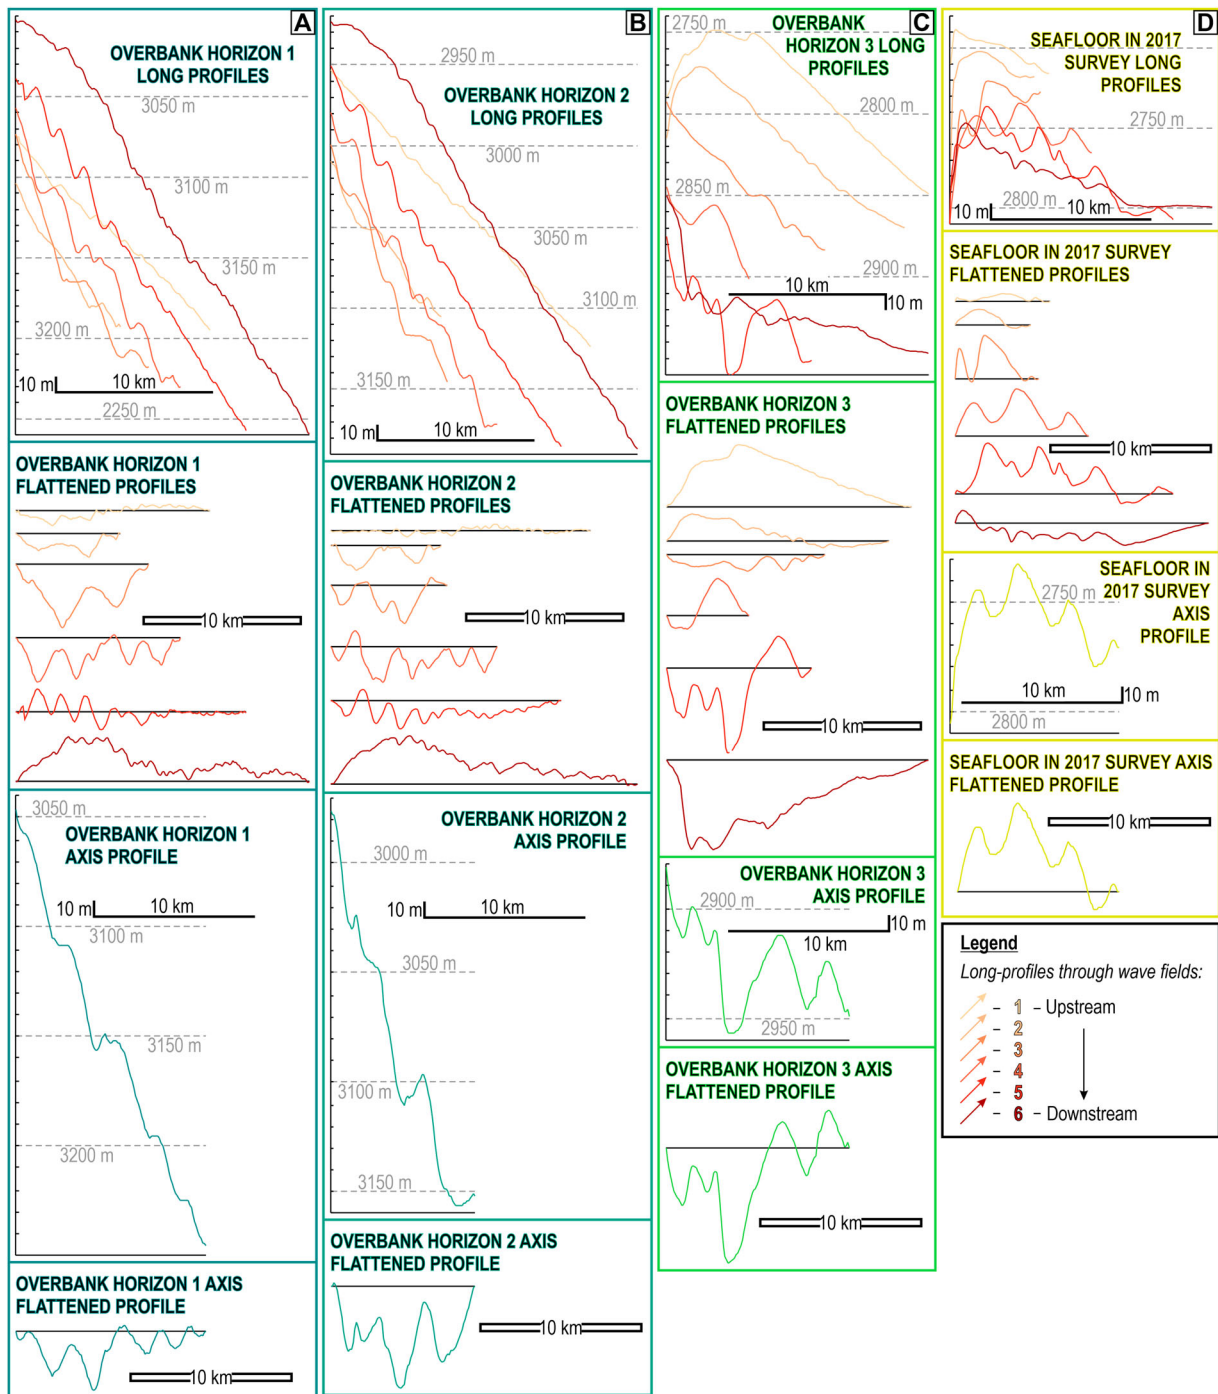 A
OVERBANK HORIZON 1
LONG PROFILES
3050 m
3100 m
3150 m
3200 m
10 m
10 km
2250 m
OVERBANK HORIZON 1
FLATTENED PROFILES
10 km
3050 m
OVERBANK HORIZON 1
AXIS PROFILE
10 m
10 km
3100 m
3150 m
3200 m
OVERBANK HORIZON 1 AXIS
FLATTENED PROFILE
10 km
B
2950 m
OVERBANK HORIZON 2
LONG PROFILES
3000 m
3050 m
3100 m
3150 m
10 m
10 km
OVERBANK HORIZON 2
FLATTENED PROFILES
10 km
OVERBANK HORIZON 2
AXIS PROFILE
3000 m
10 m
10 km
3050 m
3100 m
3150 m
OVERBANK HORIZON 2 AXIS
FLATTENED PROFILE
10 km
C
2750 m
OVERBANK
HORIZON 3 LONG
PROFILES
2800 m
2850 m
2900 m
10 km
10 m
OVERBANK HORIZON 3
FLATTENED PROFILES
10 km
OVERBANK HORIZON 3
AXIS PROFILE
2900 m
10 m
10 km
2950 m
OVERBANK HORIZON 3 AXIS
FLATTENED PROFILE
10 km
D
SEAFLOOR IN 2017
SURVEY LONG
PROFILES
2750 m
2800 m
10 m
10 km
SEAFLOOR IN 2017 SURVEY
FLATTENED PROFILES
10 km
SEAFLOOR IN
2017 SURVEY
AXIS
PROFILE
2750 m
10 km
10 m
2800 m
SEAFLOOR IN 2017 SURVEY AXIS
FLATTENED PROFILE
10 km
Legend
Long-profiles through wave fields:
– 1 – Upstream
– 2
– 3
– 4
– 5
– 6 – Downstream